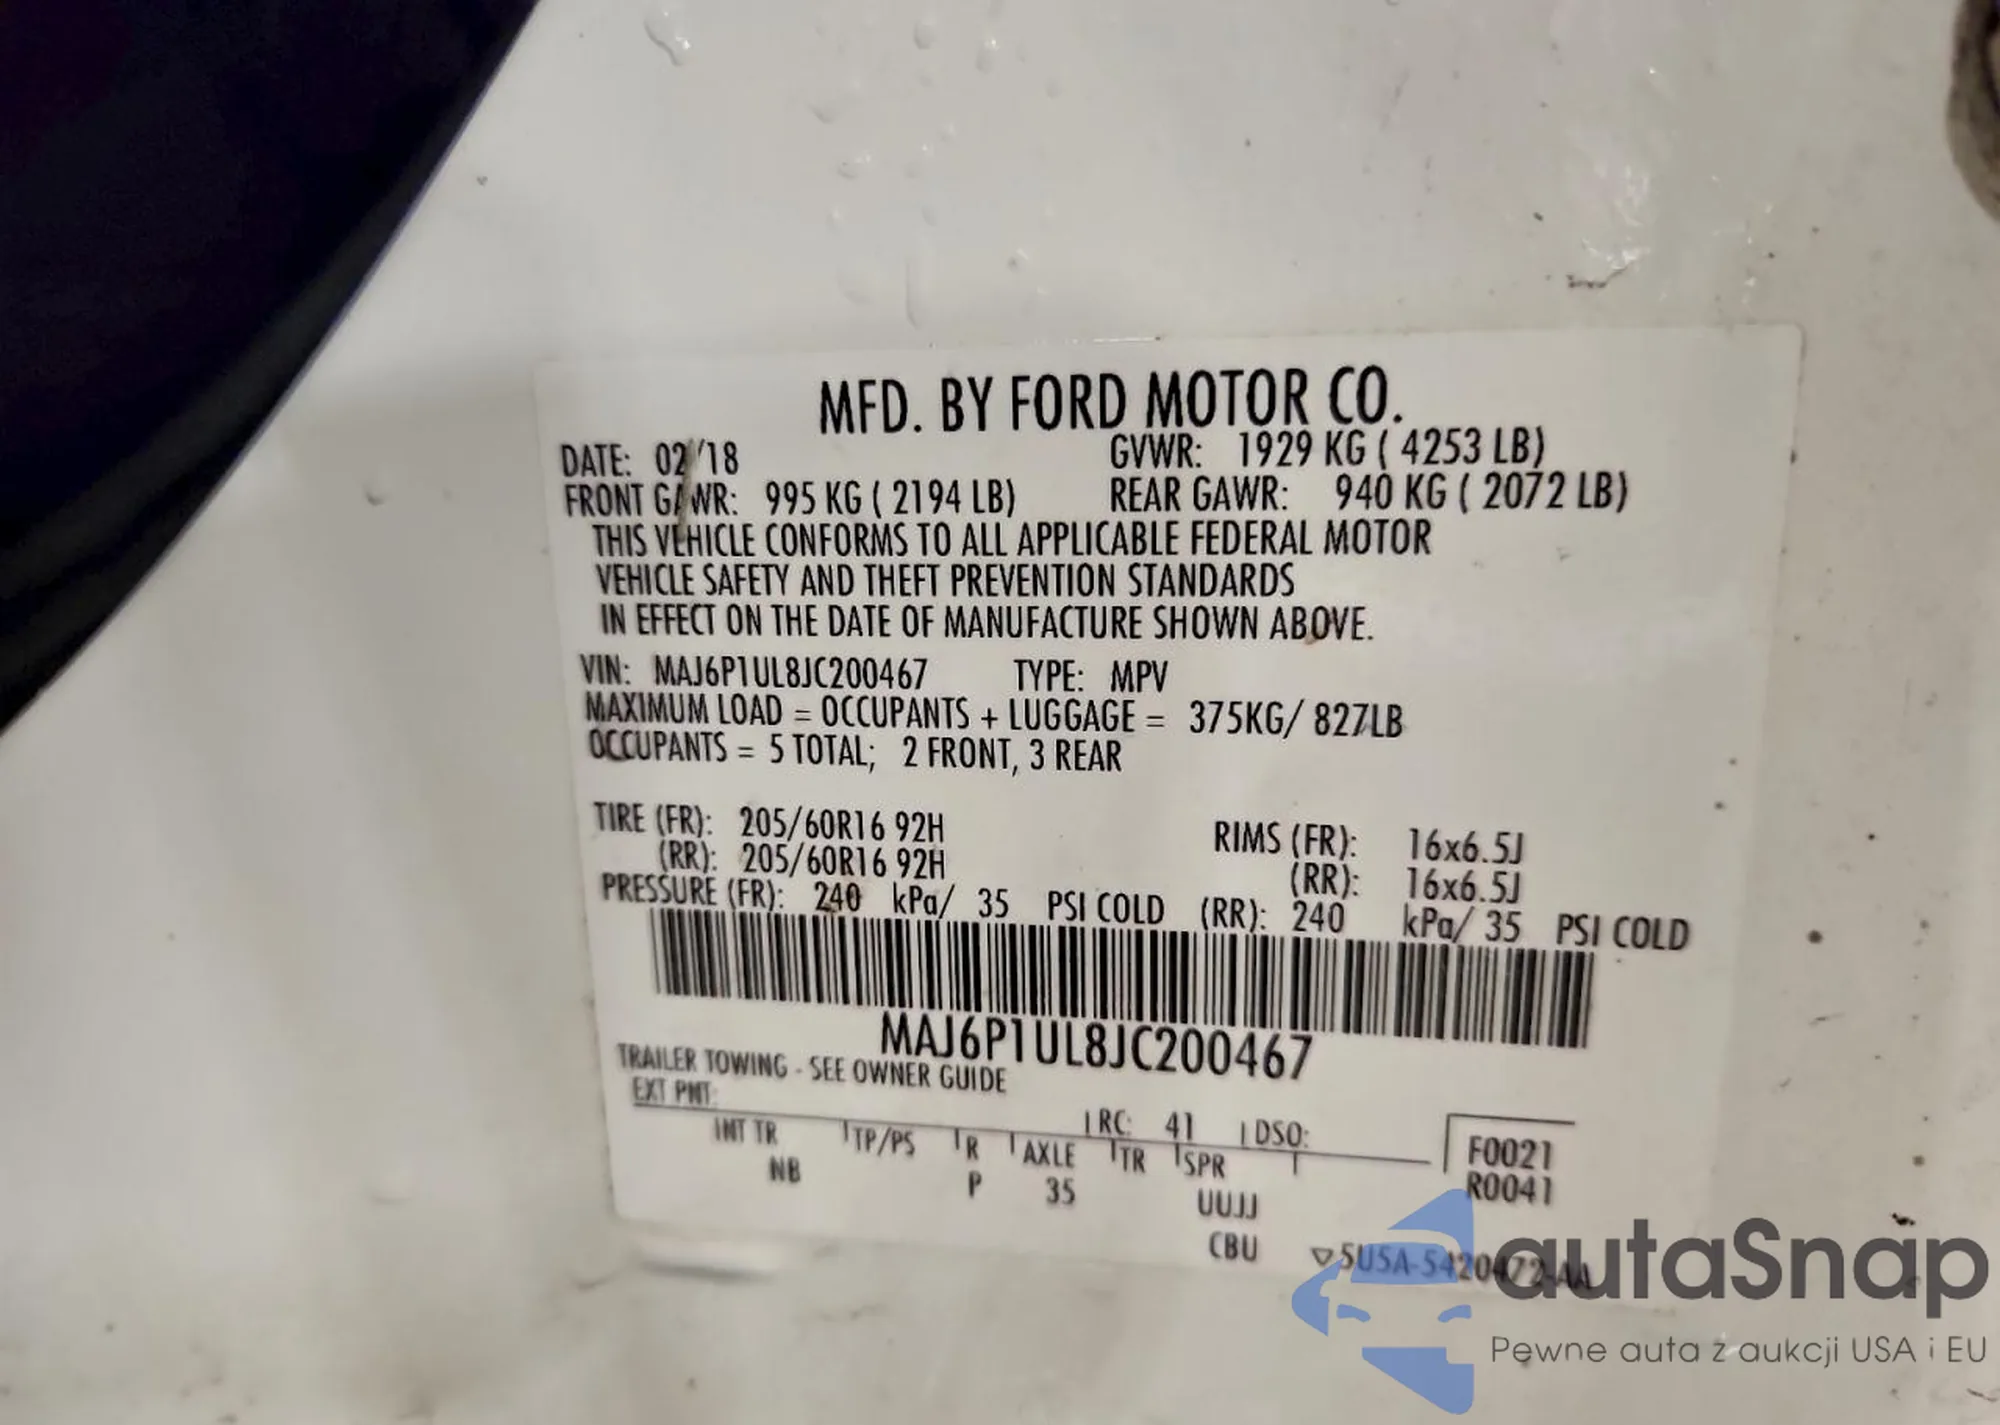 MFD. BY FORD MOTOR CO.
DATE: 02/18 GVWR: 1929 KG ( 4253 LB)
FRONT GAWR: 995 KG ( 2194 LB) REAR GAWR: 940 KG ( 2072 LB)
THIS VEHICLE CONFORMS TO ALL APPLICABLE FEDERAL MOTOR
VEHICLE SAFETY AND THEFT PREVENTION STANDARDS
IN EFFECT ON THE DATE OF MANUFACTURE SHOWN ABOVE.
VIN: MAJ6P1UL8JC200467 TYPE: MPV
MAXIMUM LOAD = OCCUPANTS + LUGGAGE = 375KG/ 827LB
OCCUPANTS = 5 TOTAL; 2 FRONT, 3 REAR
TIRE (FR): 205/60R16 92H RIMS (FR): 16x6.5J
(RR): 205/60R16 92H (RR): 16x6.5J
PRESSURE (FR): 240 kPa/ 35 PSI COLD (RR): 240 kPa/ 35 PSI COLD
MAJ6P1UL8JC200467
TRAILER TOWING - SEE OWNER GUIDE
EXT PNT: RC: 41 DSO:
INT TR TP/PS R AXLE TR SPR F0021
NB P 35 UUJJ R0041
CBU 5U5A-5420472-AA
autaSnap
Pewne auta z aukcji USA i EU